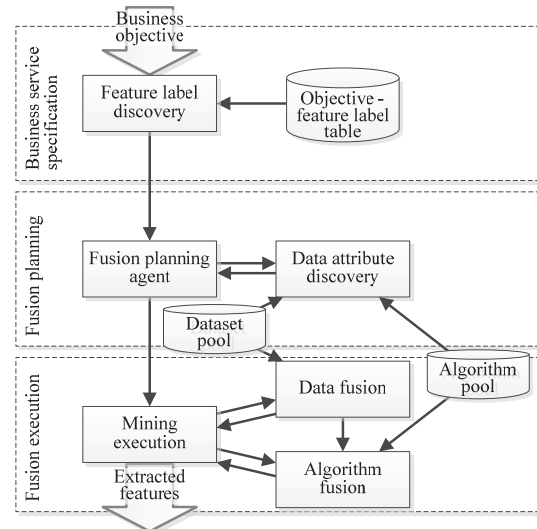 Business
objective
Business service
specification
Feature label
discovery
Objective -
feature label
table
Fusion planning
Fusion planning
agent
Data attribute
discovery
Dataset
pool
Algorithm
pool
Fusion execution
Data fusion
Mining
execution
Algorithm
fusion
Extracted
features